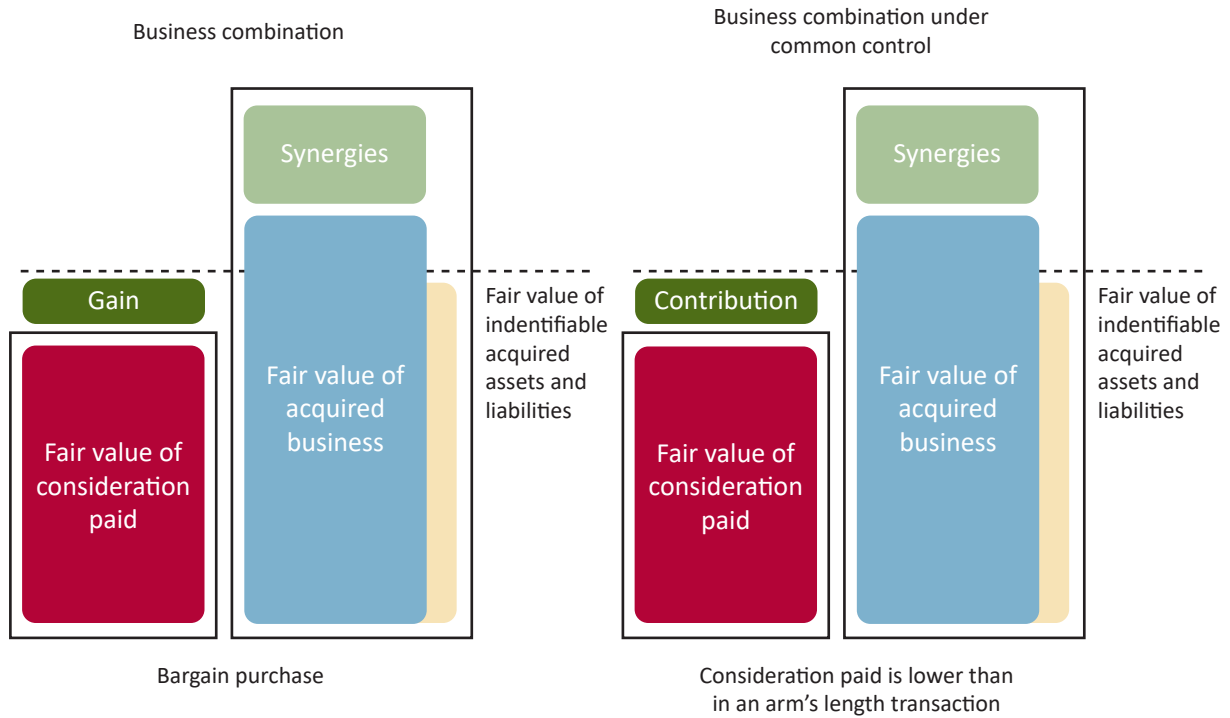 Business combination
Synergies
Gain
Fair value of
consideration
paid
Fair value of
acquired
business
Fair value of
indentifiable
acquired
assets and
liabilities
Bargain purchase
Business combination under
common control
Synergies
Contribution
Fair value of
consideration
paid
Fair value of
acquired
business
Fair value of
indentifiable
acquired
assets and
liabilities
Consideration paid is lower than
in an arm’s length transaction